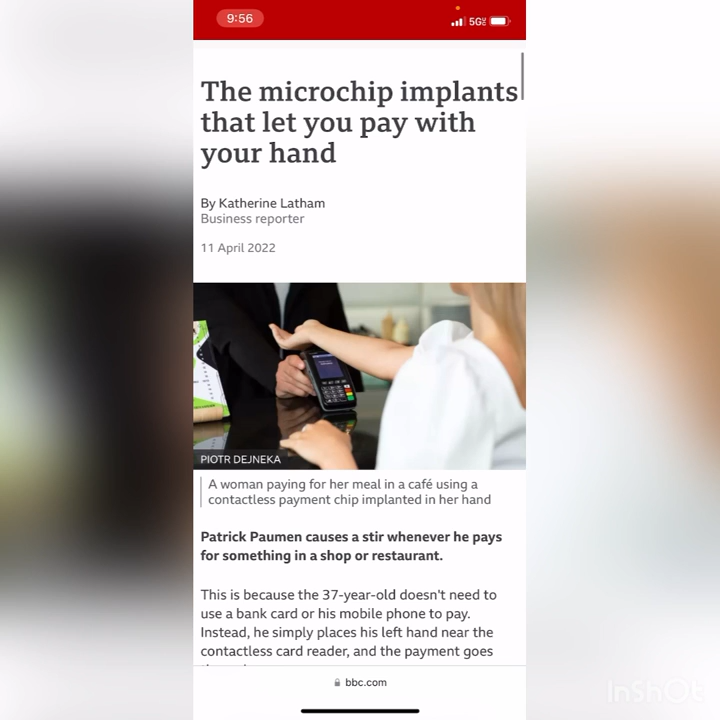 9:56
5G
The microchip implants
that let you pay with
your hand
By Katherine Latham
Business reporter
11 April 2022
PIOTR DEJNEKA
A woman paying for her meal in a café using a
contactless payment chip implanted in her hand
Patrick Paumen causes a stir whenever he pays
for something in a shop or restaurant.
This is because the 37-year-old doesn't need to
use a bank card or his mobile phone to pay.
Instead, he simply places his left hand near the
contactless card reader, and the payment goes
bbc.com
InShOt